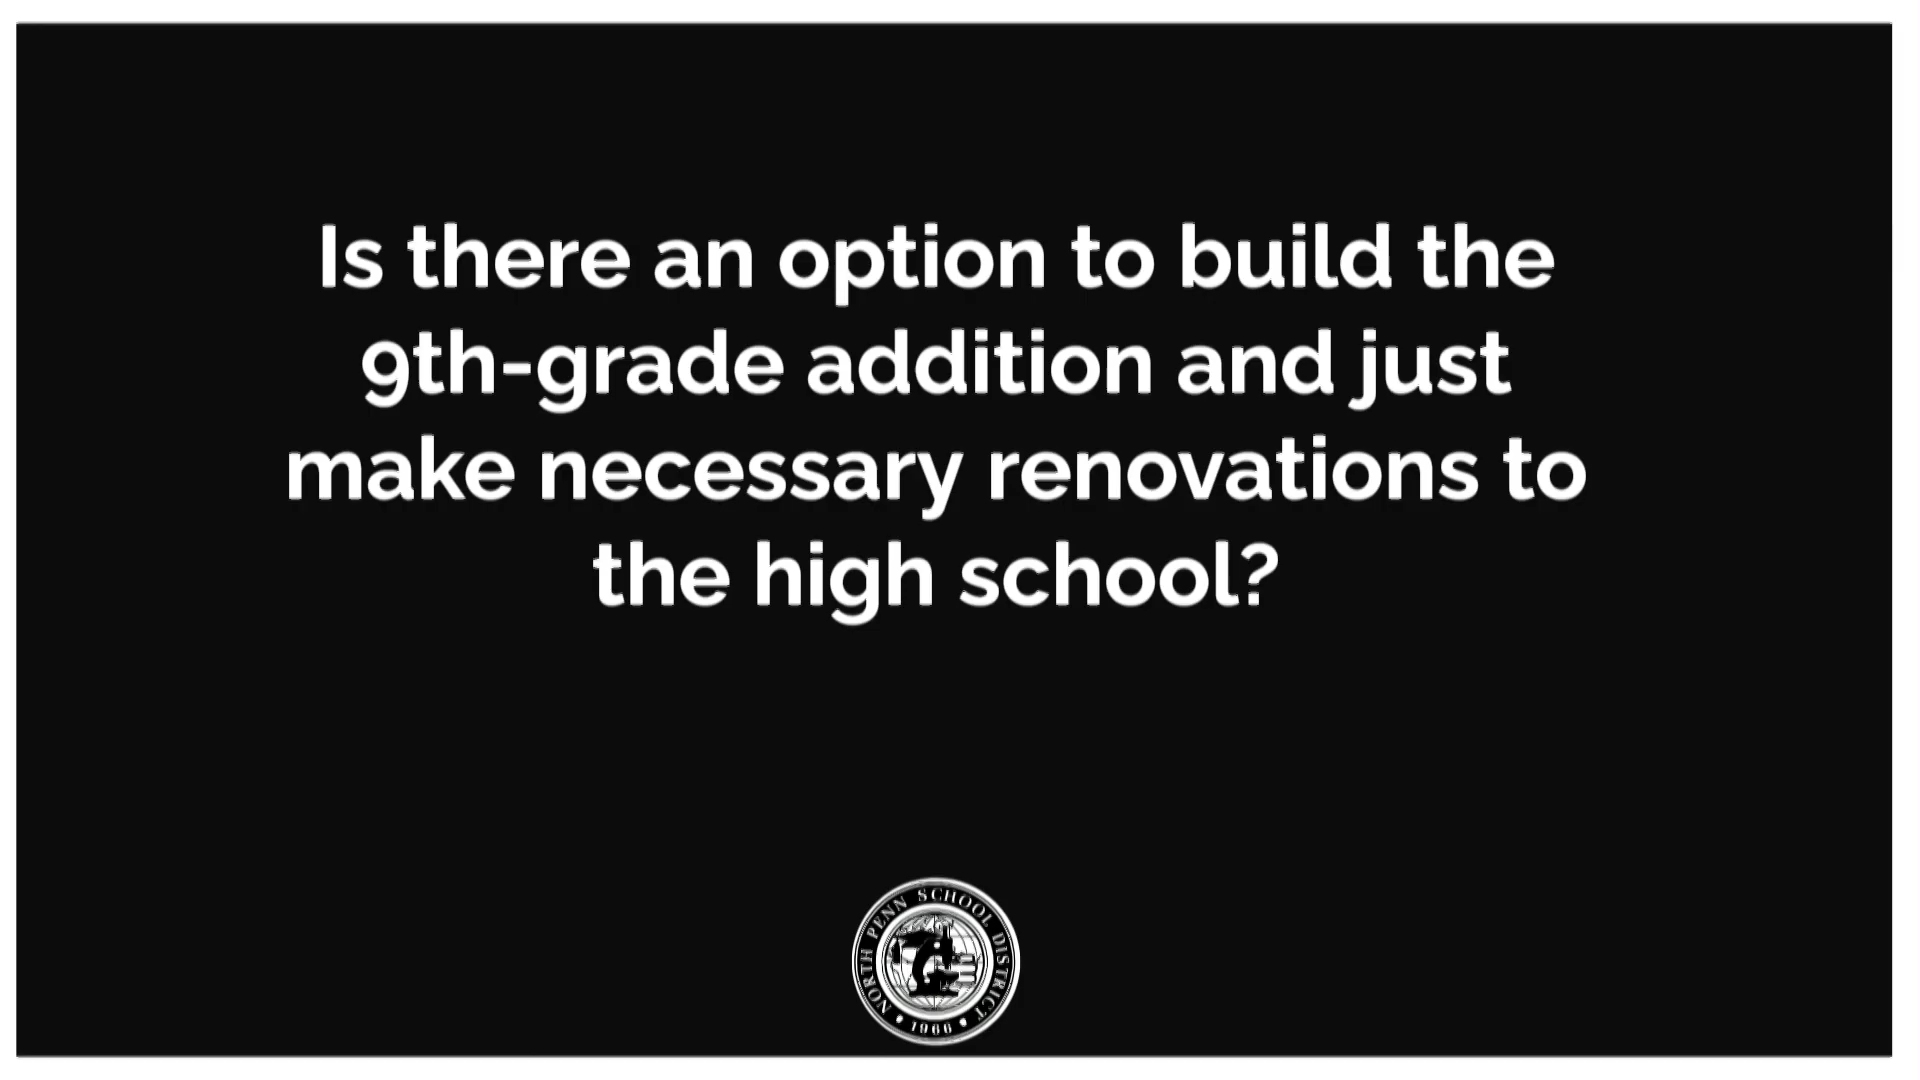 Is there an option to build the
9th-grade addition and just
make necessary renovations to
the high school?
NORTH PENN SCHOOL DISTRICT
• 1966 •